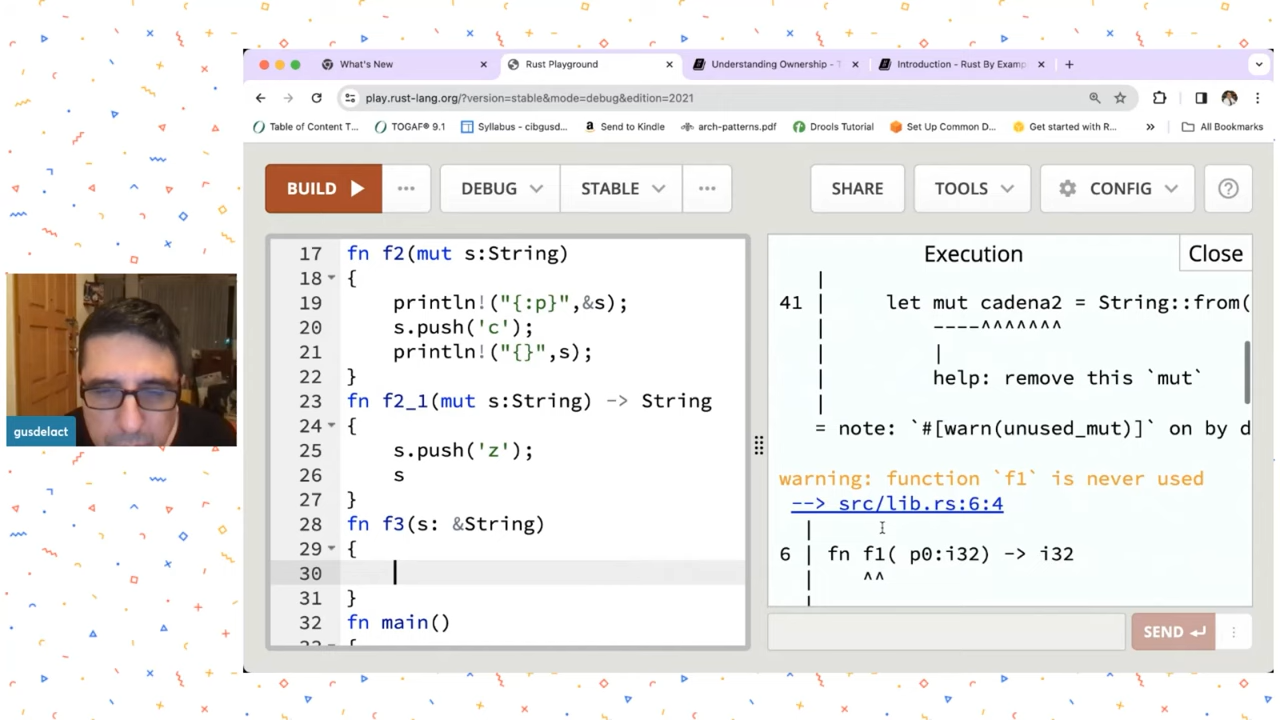 What's New
Rust Playground
Understanding Ownership - T
Introduction - Rust By Examp
play.rust-lang.org/?version=stable&mode=debug&edition=2021
Table of Content T...
TOGAF® 9.1
Syllabus - cibgusd...
Send to Kindle
arch-patterns.pdf
Drools Tutorial
Set Up Common D...
Get started with R...
All Bookmarks
BUILD
DEBUG
STABLE
SHARE
TOOLS
CONFIG
17 fn f2(mut s:String)
18 {
19     println!("{:p}",&s);
20     s.push('c');
21     println!("{}",s);
22 }
23 fn f2_1(mut s:String) -> String
24 {
25     s.push('z');
26     s
27 }
28 fn f3(s: &String)
29 {
30
31 }
32 fn main()
Execution
Close
|
41 |     let mut cadena2 = String::from(
|         ----^^^^^^^
|         |
|         help: remove this `mut`
|
= note: `#[warn(unused_mut)]` on by d
warning: function `f1` is never used
--> src/lib.rs:6:4
|
6 | fn f1( p0:i32) -> i32
|    ^^
SEND
gusdelact